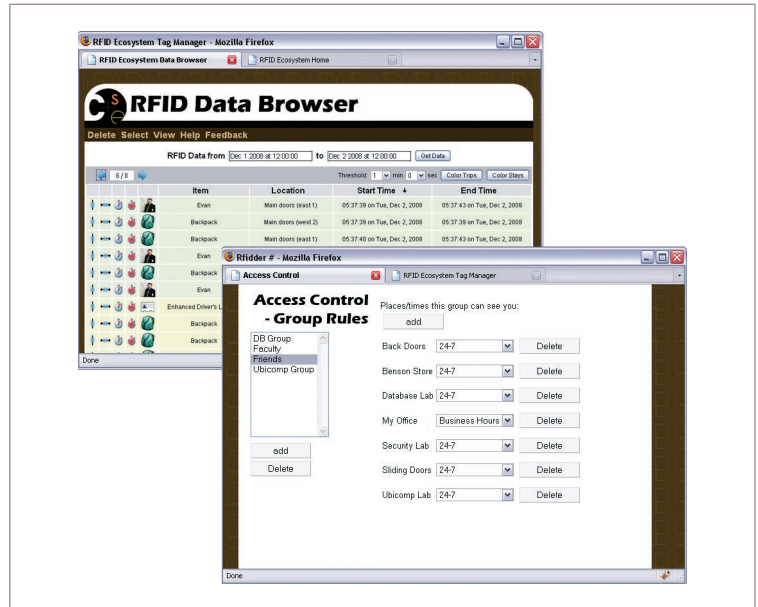 RFID Ecosystem Tag Manager - Mozilla Firefox
RFID Ecosystem Data Browser RFID Ecosystem Home
cse RFID Data Browser
Delete Select View Help Feedback
RFID Data from Dec 1 2008 at 12:00:00 to Dec 2 2008 at 12:00:00 Get Data
6/8 Threshold: 1 min 0 sec Color Trips Color Stays
Item Location Start Time ↓ End Time
Evan Main doors (east 1) 05:37:39 on Tue, Dec 2, 2008 05:37:43 on Tue, Dec 2, 2008
Backpack Main doors (west 2) 05:37:39 on Tue, Dec 2, 2008 05:37:39 on Tue, Dec 2, 2008
Backpack Main doors (east 1) 05:37:40 on Tue, Dec 2, 2008 05:37:43 on Tue, Dec 2, 2008
Evan
Backpack
Evan
Enhanced Driver's L
Backpack
Backpack
Done
Rfidder # - Mozilla Firefox
Access Control RFID Ecosystem Tag Manager
Access Control
- Group Rules
DB Group
Faculty
Friends
Ubicomp Group
add
Delete
Places/times this group can see you:
add
Back Doors 24-7 Delete
Benson Store 24-7 Delete
Database Lab 24-7 Delete
My Office Business Hours Delete
Security Lab 24-7 Delete
Sliding Doors 24-7 Delete
Ubicomp Lab 24-7 Delete
Done